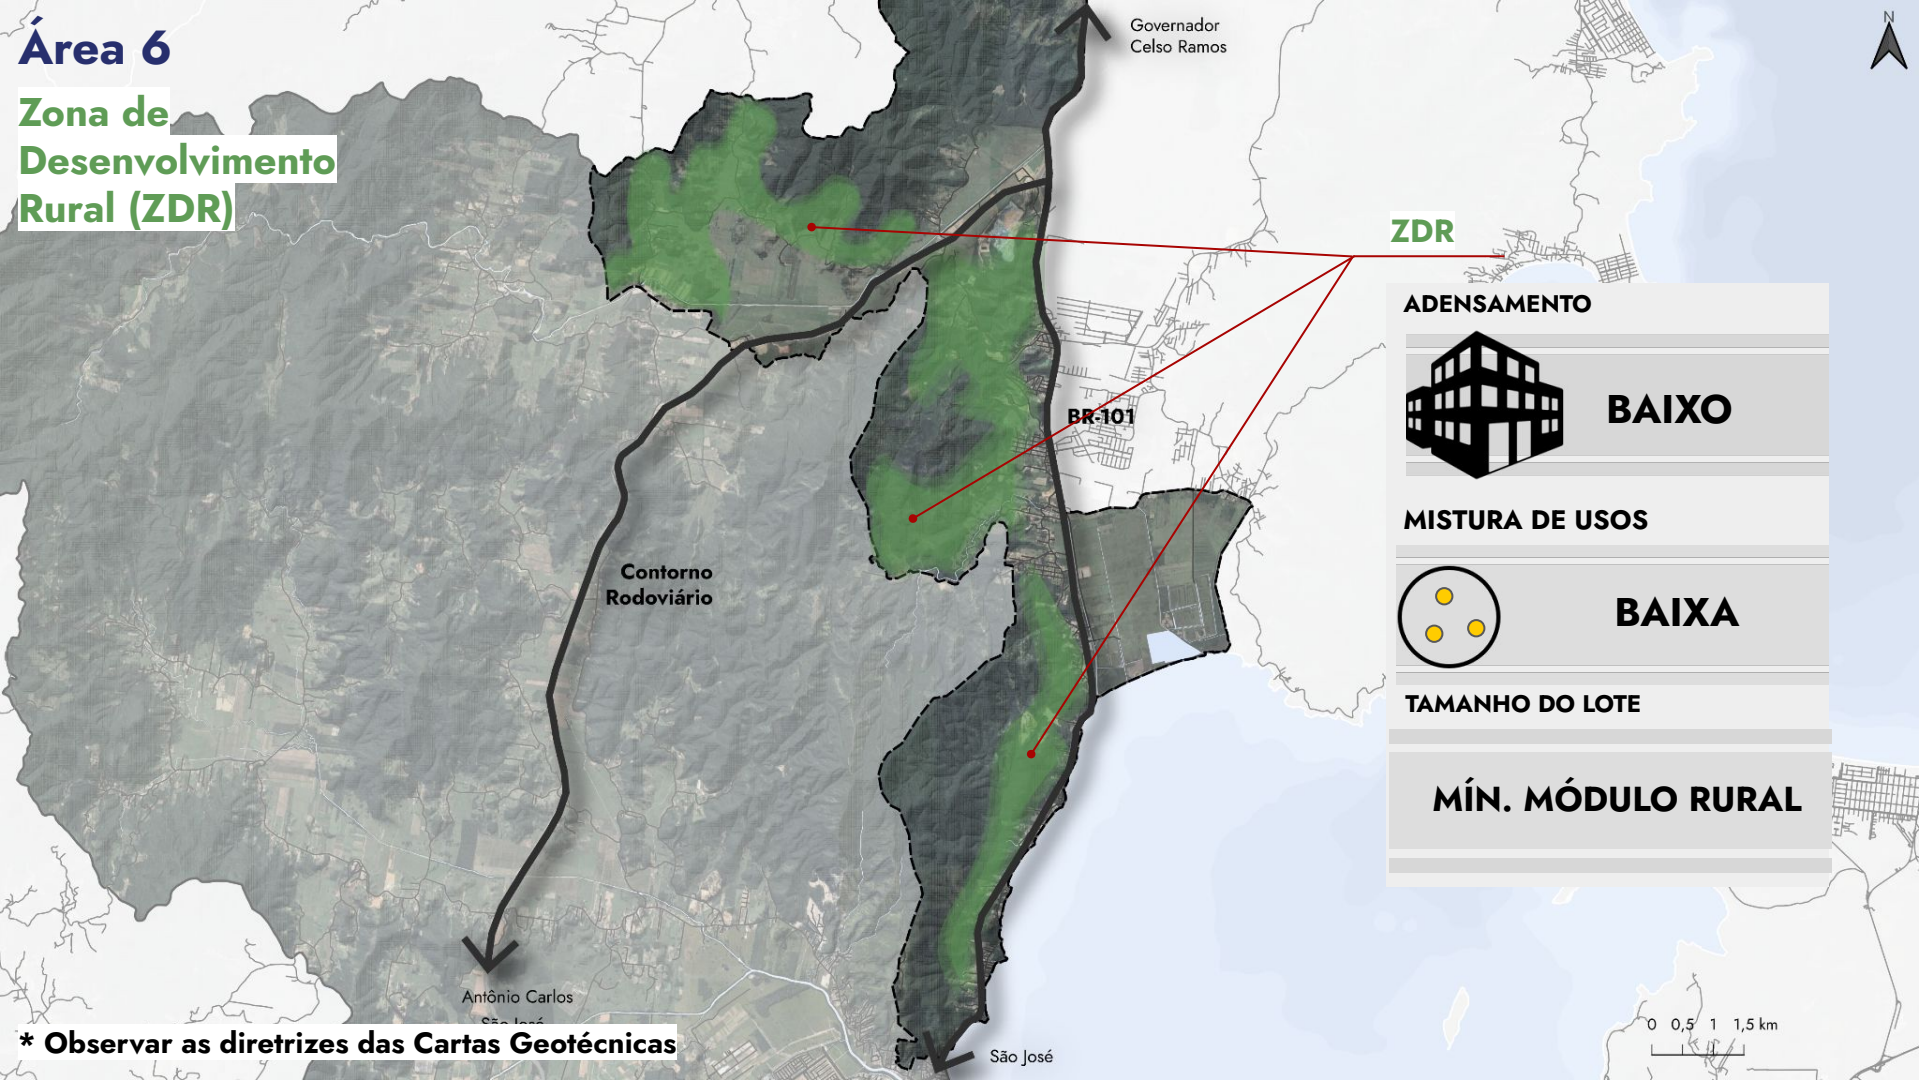 Área 6
Zona de
Desenvolvimento
Rural (ZDR)
Governador
Celso Ramos
N
ZDR
ADENSAMENTO
BAIXO
BR-101
MISTURA DE USOS
BAIXA
Contorno
Rodoviário
TAMANHO DO LOTE
MÍN. MÓDULO RURAL
Antônio Carlos
São José
* Observar as diretrizes das Cartas Geotécnicas
São José
0 0,5 1 1,5 km